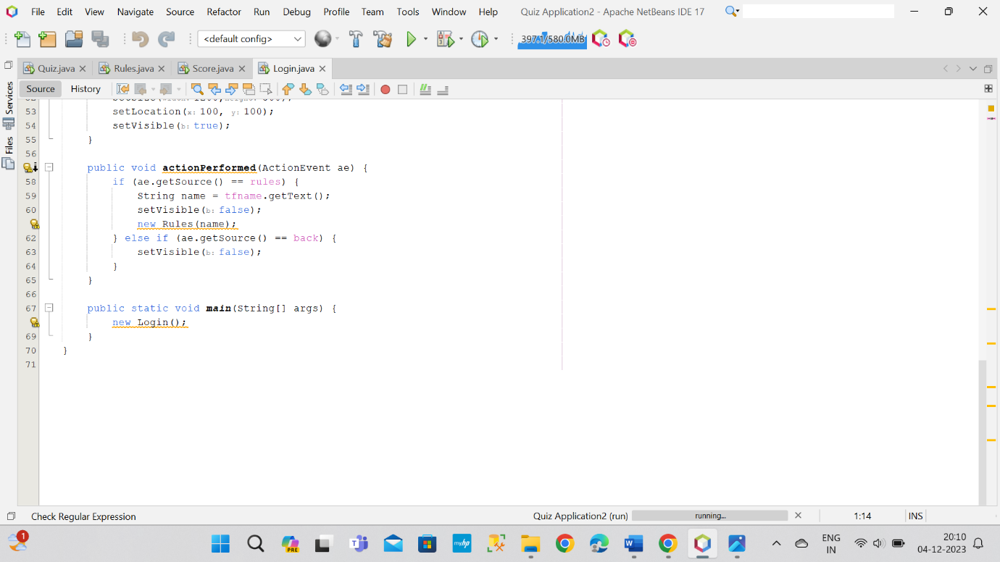 File Edit View Navigate Source Refactor Run Debug Profile Team Tools Window Help Quiz Application2 - Apache NetBeans IDE 17
<default config> 397.1/580.0MB
Quiz.java Rules.java Score.java Login.java
Source History
Services
Files
53 setLocation(x: 100, y: 100);
54 setVisible(b: true);
55 }
56
public void actionPerformed(ActionEvent ae) {
58 if (ae.getSource() == rules) {
59 String name = tfname.getText();
60 setVisible(b: false);
new Rules(name);
62 } else if (ae.getSource() == back) {
63 setVisible(b: false);
64 }
65 }
66
67 public static void main(String[] args) {
new Login();
69 }
70 }
71
Check Regular Expression Quiz Application2 (run) running... 1:14 INS
1 PRE myhp ENG 20:10
IN 04-12-2023